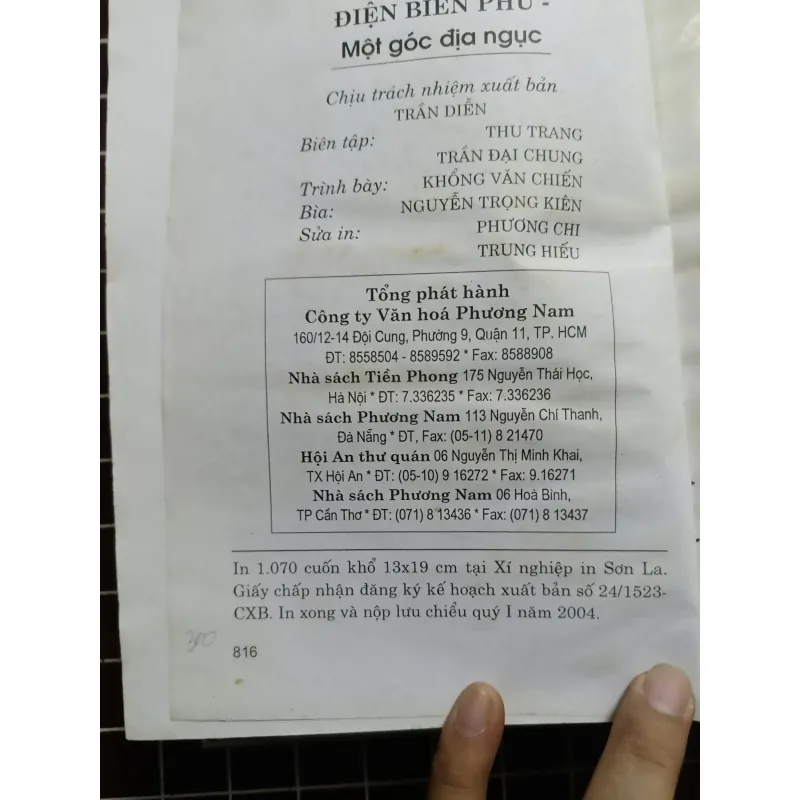 ĐIỆN BIÊN PHỦ -
Một góc địa ngục
Chịu trách nhiệm xuất bản
TRẦN DIỄN
Biên tập: THU TRANG
TRẦN ĐẠI CHUNG
Trình bày: KHỔNG VĂN CHIẾN
Bìa: NGUYỄN TRỌNG KIÊN
Sửa in: PHƯƠNG CHI
TRUNG HIẾU
Tổng phát hành
Công ty Văn hoá Phương Nam
160/12-14 Đội Cung, Phường 9, Quận 11, TP. HCM
ĐT: 8558504 - 8589592 * Fax: 8588908
Nhà sách Tiền Phong 175 Nguyễn Thái Học,
Hà Nội * ĐT: 7.336235 * Fax: 7.336236
Nhà sách Phương Nam 113 Nguyễn Chí Thanh,
Đà Nẵng * ĐT, Fax: (05-11) 8 21470
Hội An thư quán 06 Nguyễn Thị Minh Khai,
TX Hội An * ĐT: (05-10) 9 16272 * Fax: 9.16271
Nhà sách Phương Nam 06 Hoà Bình,
TP Cần Thơ * ĐT: (071) 8 13436 * Fax: (071) 8 13437
In 1.070 cuốn khổ 13x19 cm tại Xí nghiệp in Sơn La.
Giấy chấp nhận đăng ký kế hoạch xuất bản số 24/1523-
CXB. In xong và nộp lưu chiểu quý I năm 2004.
816